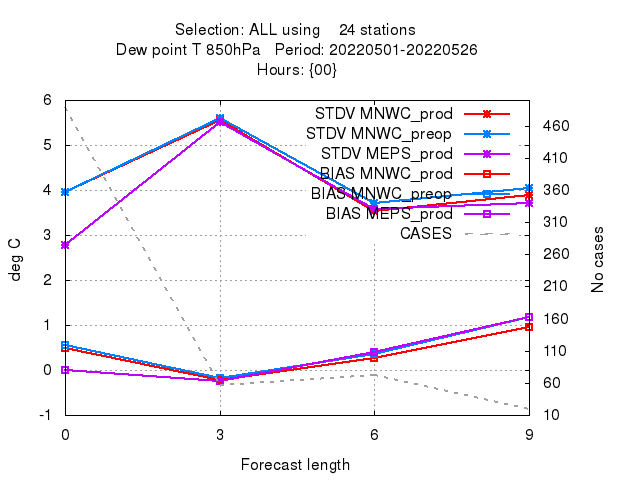 Selection: ALL using    24 stations
Dew point T 850hPa   Period: 20220501-20220526
Hours: {00}
STDV MNWC_prod
STDV MNWC_preop
STDV MEPS_prod
BIAS MNWC_prod
BIAS MNWC_preop
BIAS MEPS_prod
CASES
deg C
6
5
4
3
2
1
0
-1
460
410
360
310
260
210
160
110
60
10
No cases
0 3 6 9
Forecast length